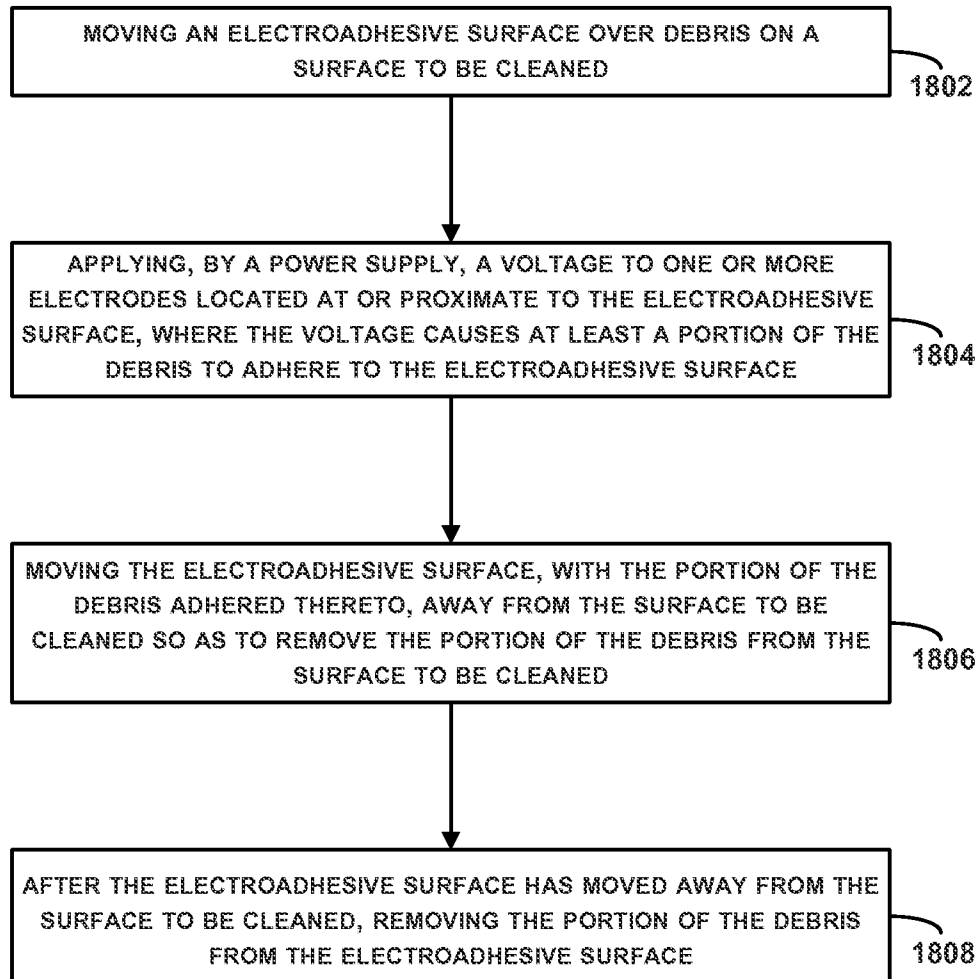 MOVING AN ELECTROADHESIVE SURFACE OVER DEBRIS ON A
SURFACE TO BE CLEANED
1802
APPLYING, BY A POWER SUPPLY, A VOLTAGE TO ONE OR MORE
ELECTRODES LOCATED AT OR PROXIMATE TO THE ELECTROADHESIVE
SURFACE, WHERE THE VOLTAGE CAUSES AT LEAST A PORTION OF THE
DEBRIS TO ADHERE TO THE ELECTROADHESIVE SURFACE
1804
MOVING THE ELECTROADHESIVE SURFACE, WITH THE PORTION OF THE
DEBRIS ADHERED THERETO, AWAY FROM THE SURFACE TO BE
CLEANED SO AS TO REMOVE THE PORTION OF THE DEBRIS FROM THE
SURFACE TO BE CLEANED
1806
AFTER THE ELECTROADHESIVE SURFACE HAS MOVED AWAY FROM THE
SURFACE TO BE CLEANED, REMOVING THE PORTION OF THE DEBRIS
FROM THE ELECTROADHESIVE SURFACE
1808